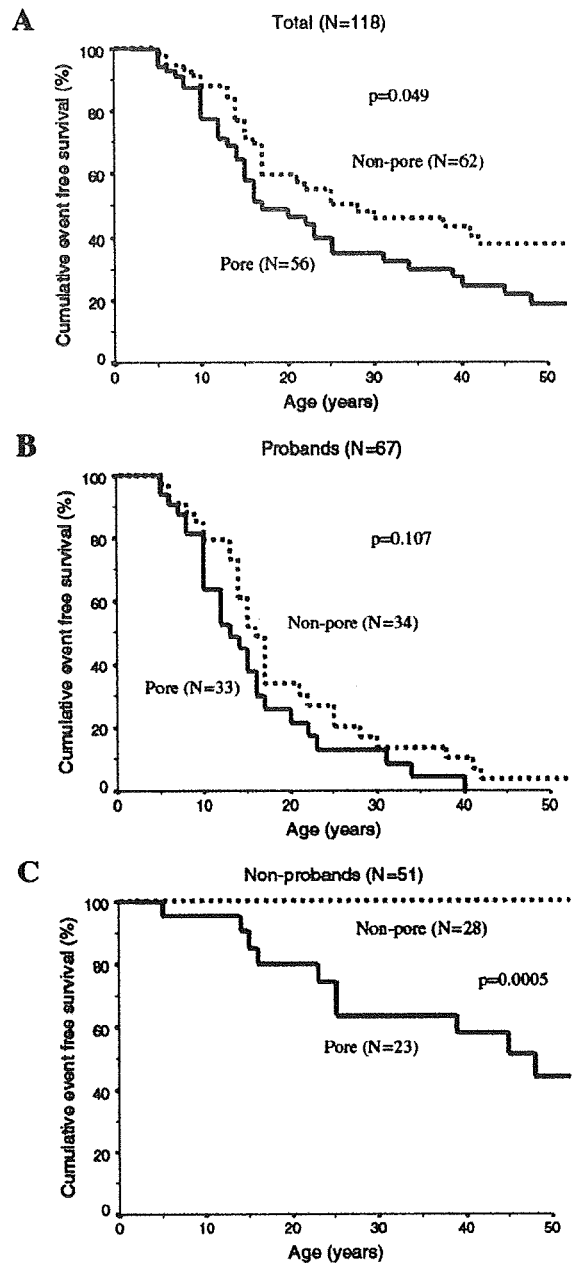 A
Total (N=118)
Cumulative event free survival (%)
100
80
60
40
20
0
p=0.049
Non-pore (N=62)
Pore (N=56)
0 10 20 30 40 50
Age (years)
B
Probands (N=67)
Cumulative event free survival (%)
100
80
60
40
20
0
p=0.107
Non-pore (N=34)
Pore (N=33)
0 10 20 30 40 50
Age (years)
C
Non-probands (N=51)
Cumulative event free survival (%)
100
80
60
40
20
0
Non-pore (N=28)
p=0.0005
Pore (N=23)
0 10 20 30 40 50
Age (years)